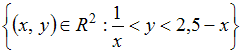 {(x, y) ∈ R² : 1/x < y < 2,5 − x}